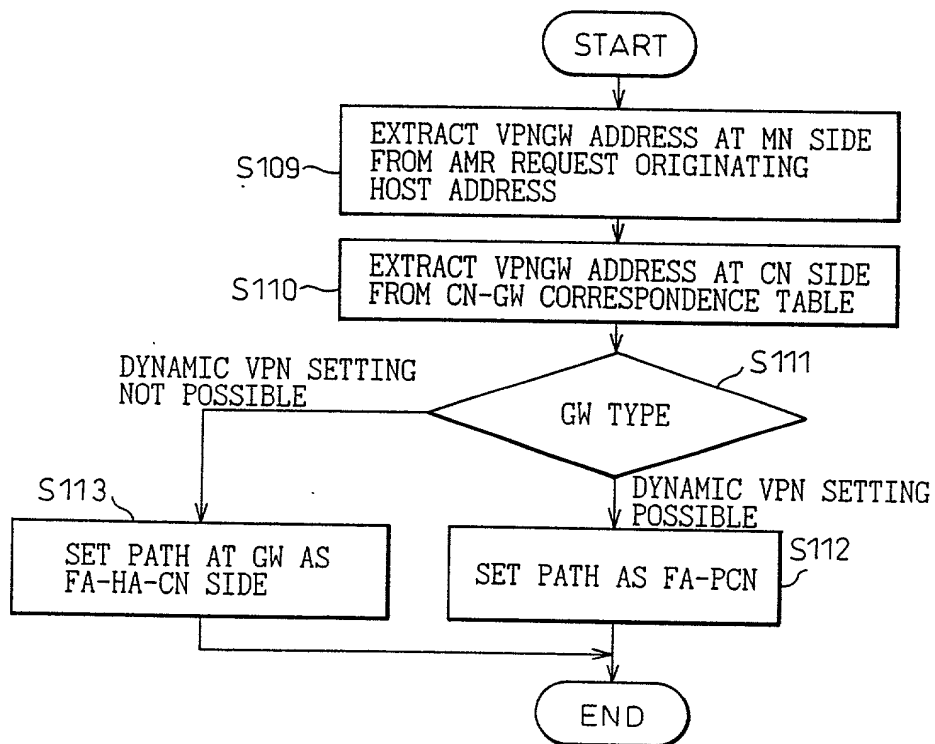 START
EXTRACT VPNGW ADDRESS AT MN SIDE
FROM AMR REQUEST ORIGINATING
HOST ADDRESS
S109
EXTRACT VPNGW ADDRESS AT CN SIDE
FROM CN-GW CORRESPONDENCE TABLE
S110
S111
GW TYPE
DYNAMIC VPN SETTING
NOT POSSIBLE
DYNAMIC VPN SETTING
POSSIBLE
S113
SET PATH AT GW AS
FA-HA-CN SIDE
S112
SET PATH AS FA-PCN
END